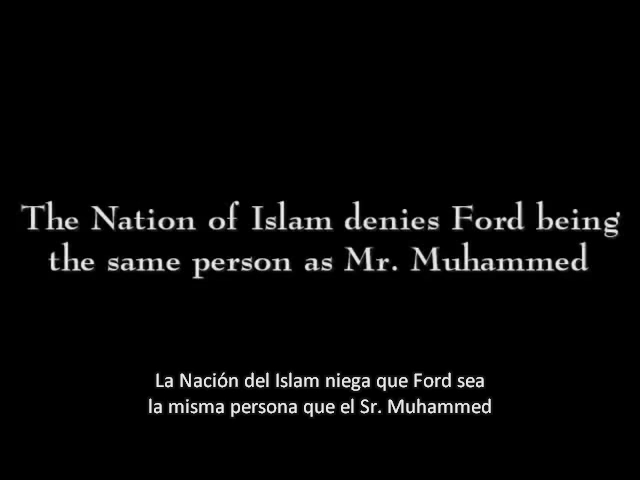 The Nation of Islam denies Ford being
the same person as Mr. Muhammed
La Nación del Islam niega que Ford sea
la misma persona que el Sr. Muhammed